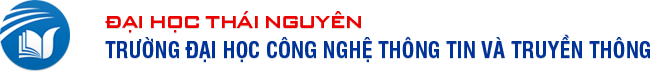 ĐẠI HỌC THÁI NGUYÊN
TRƯỜNG ĐẠI HỌC CÔNG NGHỆ THÔNG TIN VÀ TRUYỀN THÔNG